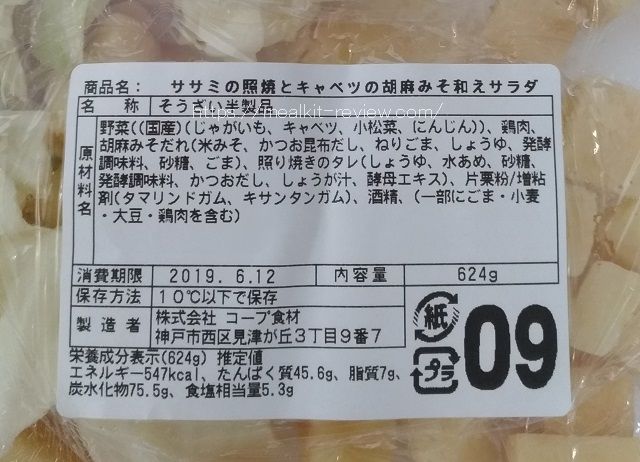 商品名： ササミの照焼とキャベツの胡麻みそ和えサラダ
名 称 そうざい半製品
https://mealkit-review.com/
原材料名
野菜((国産)(じゃがいも、キャベツ、小松菜、にんじん))、鶏肉、
胡麻みそだれ(米みそ、かつお昆布だし、ねりごま、しょうゆ、発酵
調味料、砂糖、ごま)、照り焼きのタレ(しょうゆ、水あめ、砂糖、
発酵調味料、かつおだし、しょうが汁、酵母エキス)、片栗粉/増粘
剤(タマリンドガム、キサンタンガム)、酒精、(一部にごま・小麦
・大豆・鶏肉を含む)
消費期限 2019. 6.12 内容量 624g
保存方法 10℃以下で保存
製造者 株式会社 コープ食材
神戸市西区見津が丘3丁目9番7
栄養成分表示(624g) 推定値
エネルギー547kcal、たんぱく質45.6g、脂質7g、
炭水化物75.5g、食塩相当量5.3g
紙
プラ
09